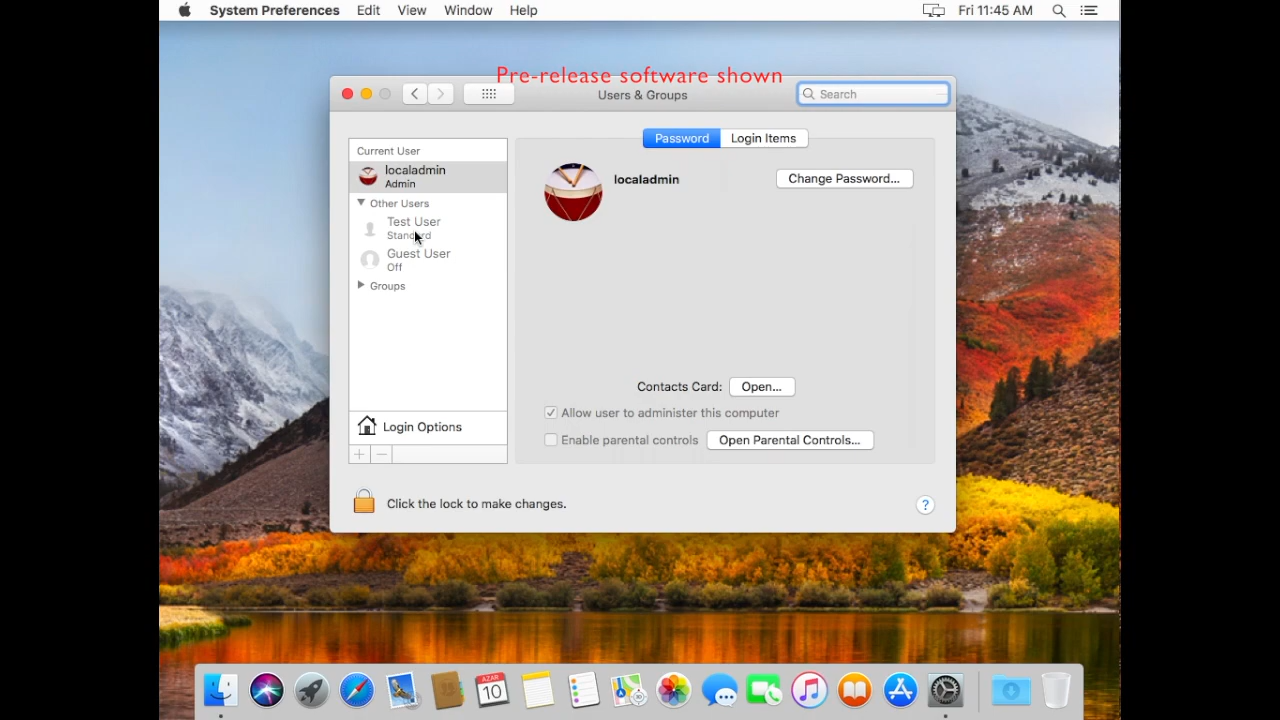 System Preferences Edit View Window Help Fri 11:45 AM
Pre-release software shown
Users & Groups
Search
Password Login Items
Current User
localadmin
Admin
Other Users
Test User
Standard
Guest User
Off
Groups
Login Options
localadmin
Change Password...
Contacts Card: Open...
Allow user to administer this computer
Enable parental controls Open Parental Controls...
Click the lock to make changes.
?
AZAR
10